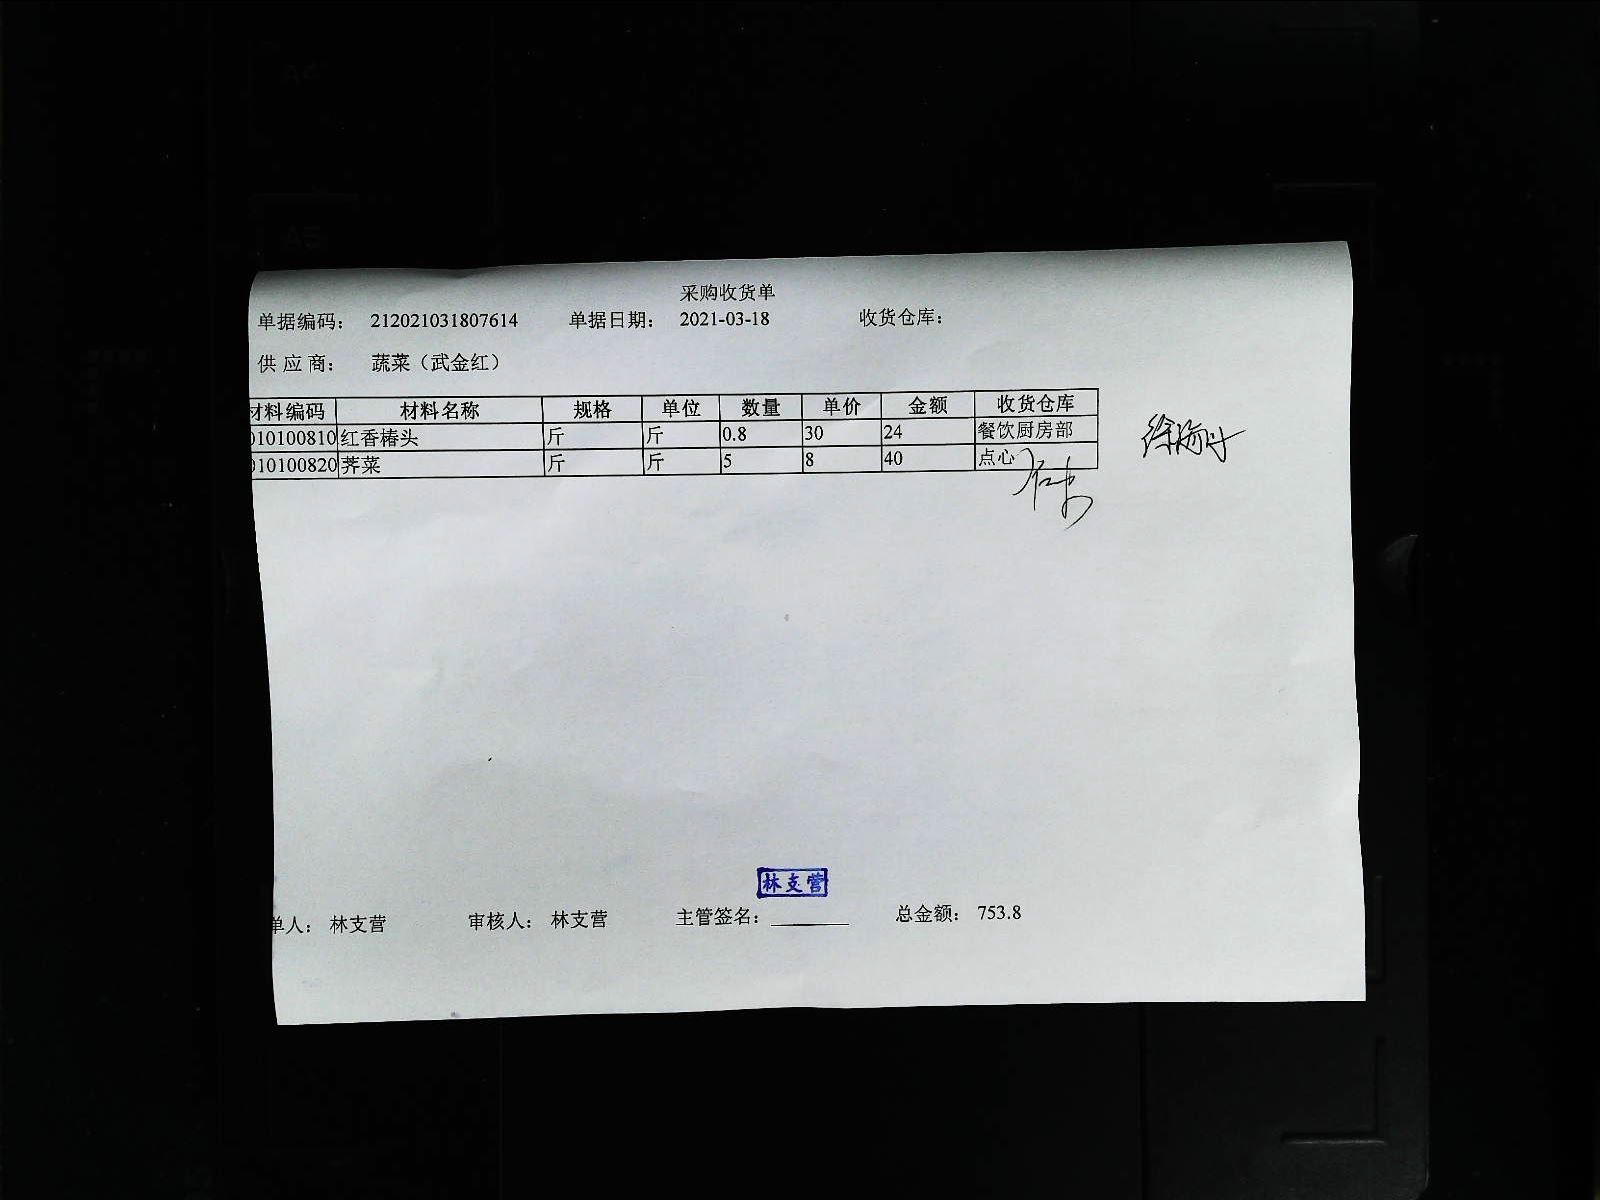 采购收货单
单据编码： 212021031807614 单据日期： 2021-03-18 收货仓库：
供 应 商： 蔬菜（武金红）
材料编码 材料名称 规格 单位 数量 单价 金额 收货仓库
010100810 红香椿头 斤 斤 0.8 30 24 餐饮厨房部
010100820 荠菜 斤 斤 5 8 40 点心
林支营
单人： 林支营 审核人： 林支营 主管签名： 总金额： 753.8